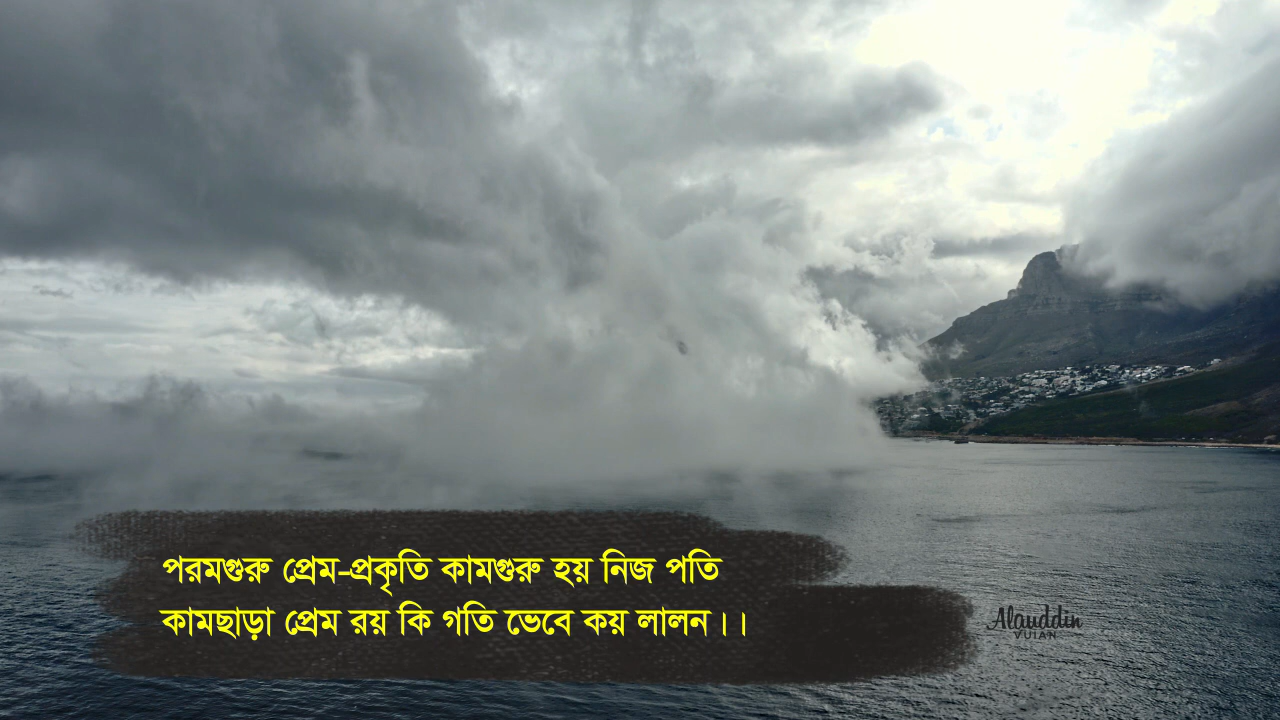 পরমগুরু প্রেম-প্রকৃতি কামগুরু হয় নিজ পতি
কামছাড়া প্রেম রয় কি গতি ভেবে কয় লালন।।
Alauddin
VUIAN